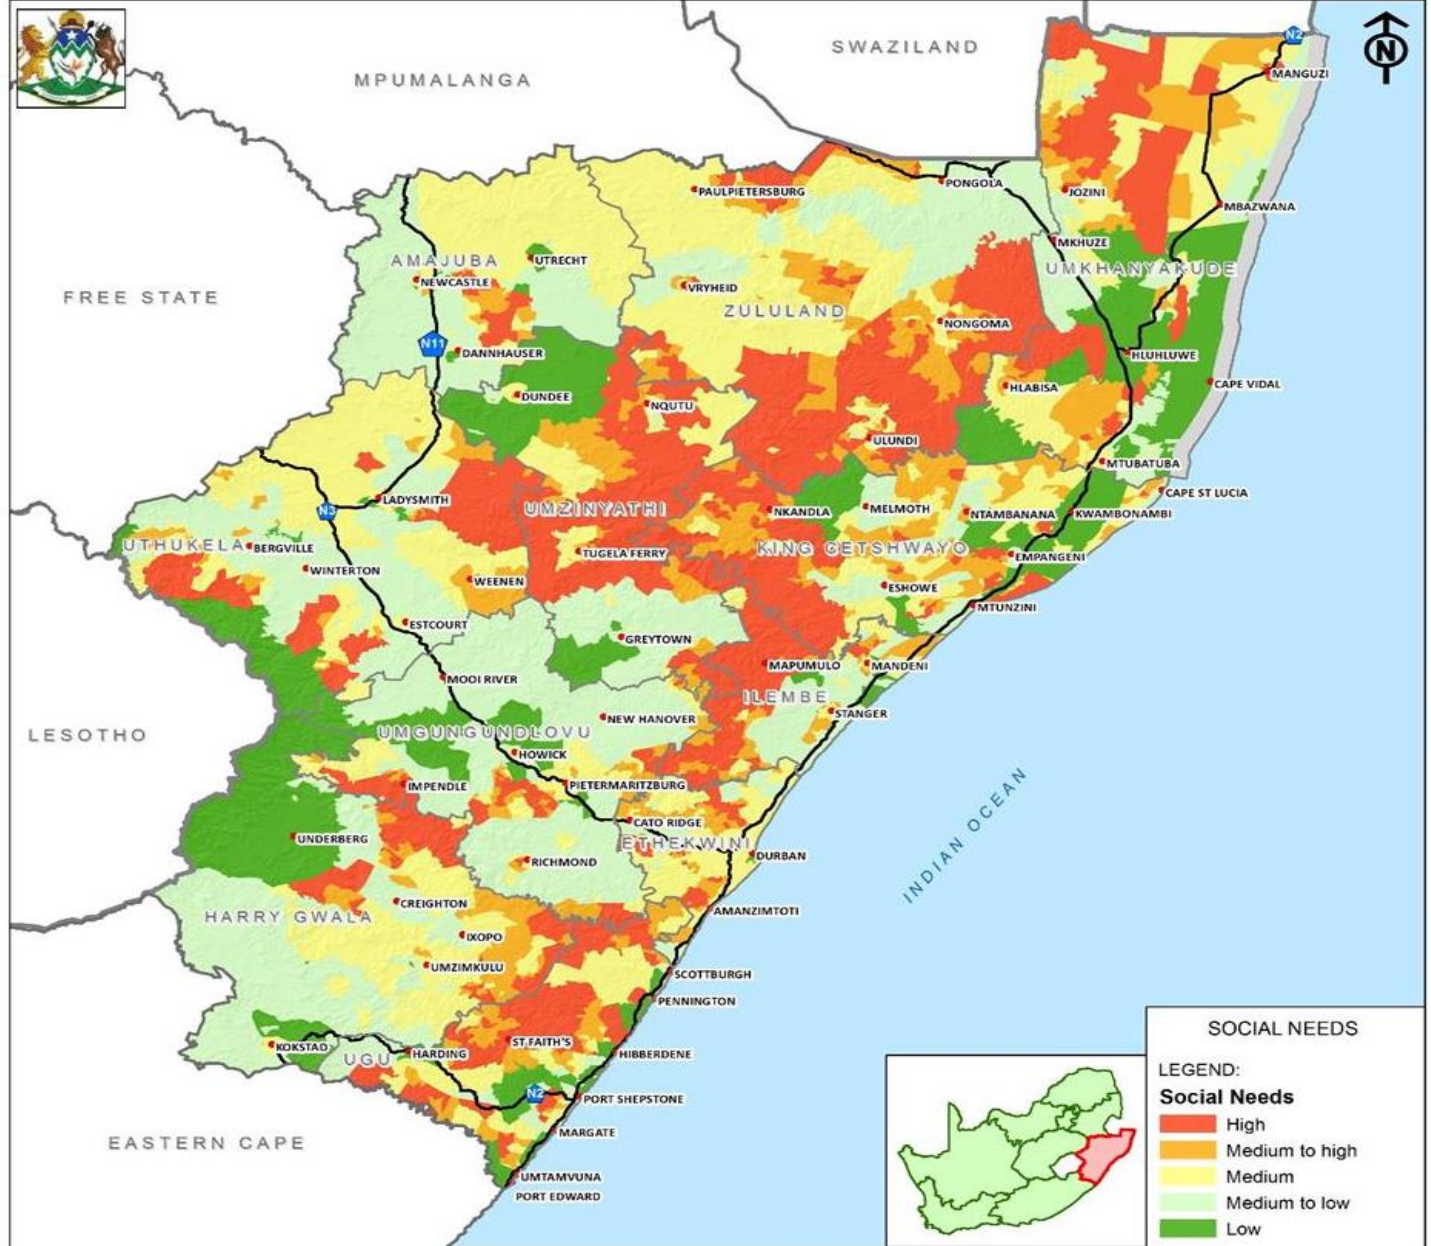 SWAZILAND
N
N2
MPUMALANGA
MANGUZI
PAULPIETERSBURG
PONGOLA
JOZINI
MBAZWANA
MKHUZE
AMAJUBA
UTRECHT
UMKHANYAKUDE
NEWCASTLE
VRYHEID
FREE STATE
ZULULAND
NONGOMA
N11
DANNHAUSER
HLUHLUWE
HLABISA
CAPE VIDAL
DUNDEE
NQUTU
ULUNDI
MTUBATUBA
LADYSMITH
CAPE ST LUCIA
N3
UMZINYATHI
NKANDLA
MELMOTH
NTAMBANANA
KWAMBONAMBI
UTHUKELA
BERGVILLE
TUGELA FERRY
KING CETSHWAYO
EMPANGENI
WINTERTON
WEENEN
ESHOWE
MTUNZINI
ESTCOURT
GREYTOWN
MAPUMULO
MANDENI
MOOI RIVER
ILEMBE
STANGER
NEW HANOVER
LESOTHO
UMGUNGUNDLOVU
HOWICK
IMPENDLE
PIETERMARITZBURG
CATO RIDGE
UNDERBERG
ETHEKWINI
DURBAN
RICHMOND
INDIAN OCEAN
CREIGHTON
AMANZIMTOTI
HARRY GWALA
IXOPO
UMZIMKULU
SCOTTBURGH
PENNINGTON
KOKSTAD
UGU
HARDING
ST FAITH'S
HIBBERDENE
N2
PORT SHEPSTONE
MARGATE
EASTERN CAPE
UMTAMVUNA
PORT EDWARD
SOCIAL NEEDS
LEGEND:
Social Needs
High
Medium to high
Medium
Medium to low
Low